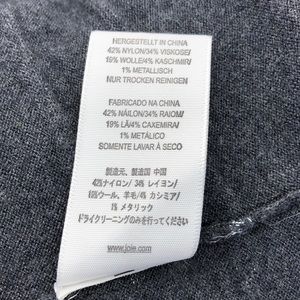 HERGESTELLT IN CHINA
42% NYLON/34% VISKOSE/
19% WOLLE/4% KASCHMIR/
1% METALLISCH
NUR TROCKEN REINIGEN
FABRICADO NA CHINA
42% NÁILON/34% RAIOM/
19% LÃ/4% CAXEMIRA/
1% METÁLICO
SOMENTE LAVAR À SECO
製造元、製造国 中国
42%ナイロン/ 34% レイヨン/
19%ウール、羊毛/4% カシミア/
1% メタリック
ドライクリーニングのみを行ってください
www.joie.com